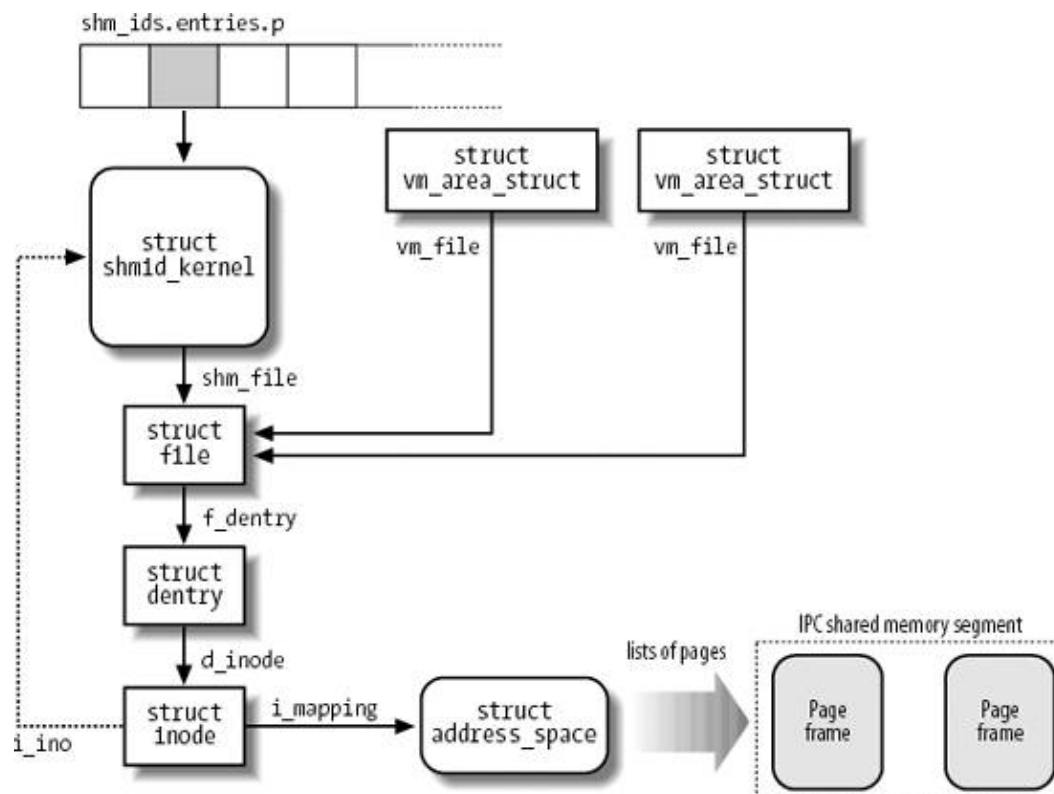 shm_ids.entries.p
struct
vm_area_struct
struct
vm_area_struct
struct
shmid_kernel
vm_file
vm_file
shm_file
struct
file
f_dentry
struct
dentry
d_inode
struct
inode
i_ino
i_mapping
struct
address_space
lists of pages
IPC shared memory segment
Page
frame
Page
frame